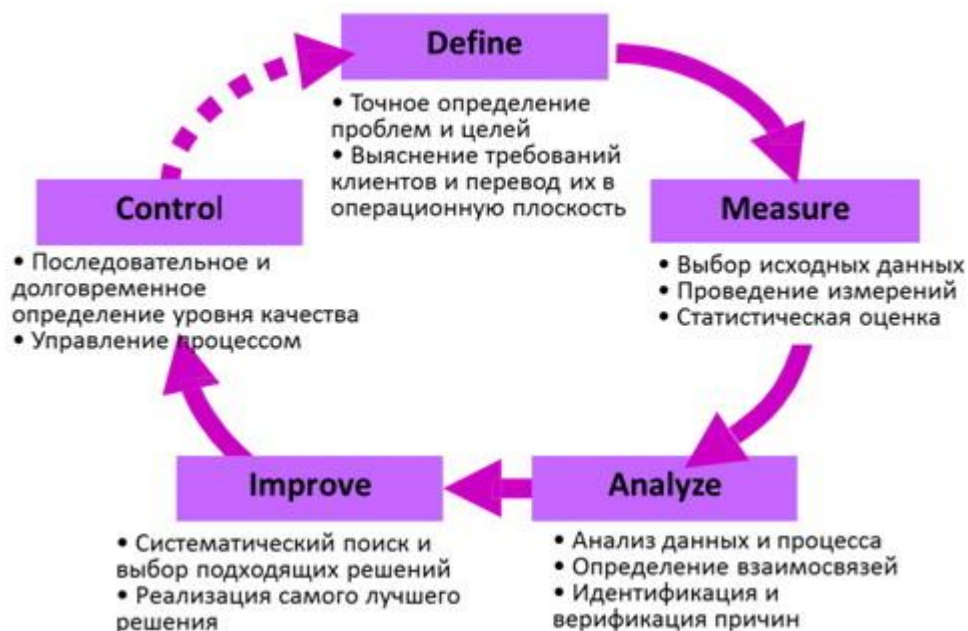 Define
• Точное определение
проблем и целей
• Выяснение требований
клиентов и перевод их в
операционную плоскость
Measure
• Выбор исходных данных
• Проведение измерений
• Статистическая оценка
Analyze
• Анализ данных и процесса
• Определение взаимосвязей
• Идентификация и
верификация причин
Improve
• Систематический поиск и
выбор подходящих решений
• Реализация самого лучшего
решения
Control
• Последовательное и
долговременное
определение уровня качества
• Управление процессом